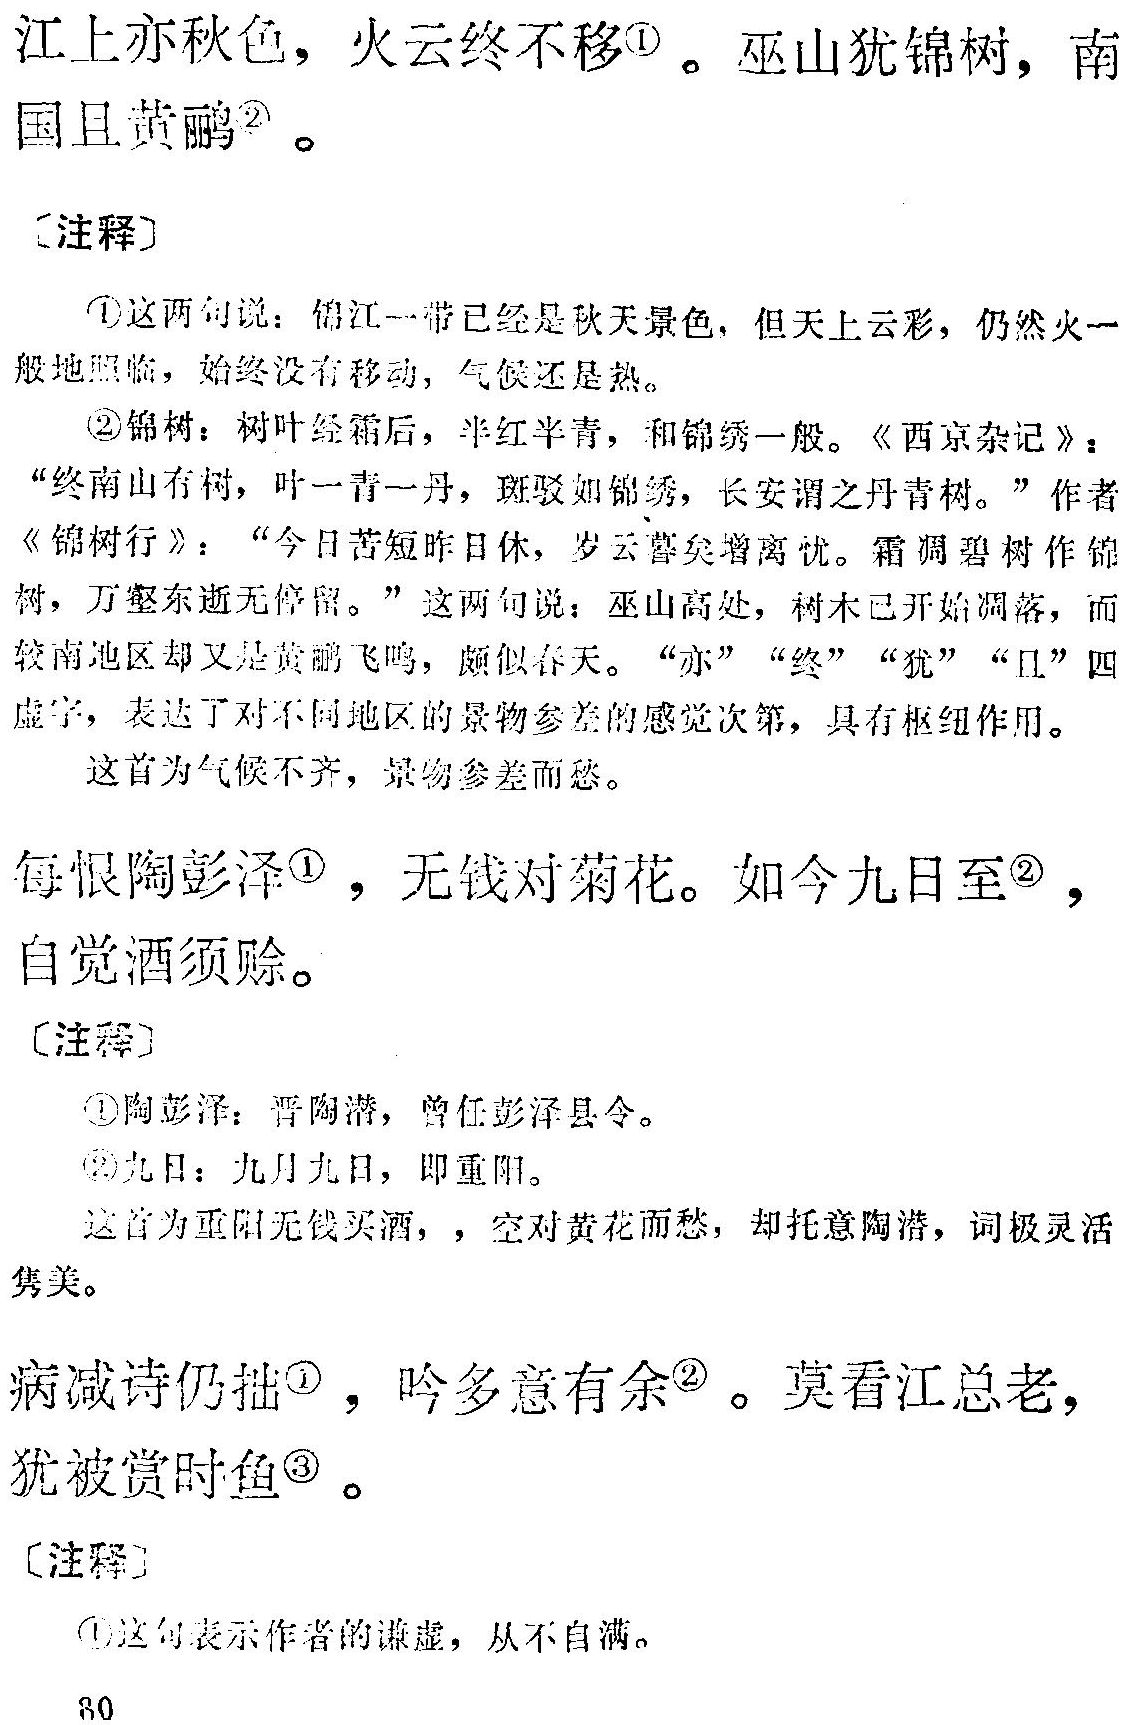 江上亦秋色，火云终不移①。巫山犹锦树，南
国且黄鹂②。
〔注释〕
①这两句说：锦江一带已经是秋天景色，但天上云彩，仍然火一
般地照临，始终没有移动，气候还是热。
②锦树：树叶经霜后，半红半青，和锦绣一般。《西京杂记》：
“终南山有树，叶一青一丹，斑驳如锦绣，长安谓之丹青树。”作者
《锦树行》：“今日苦短昨日休，岁云暮矣增离忧。霜凋碧树作锦
树，万壑东逝无停留。”这两句说：巫山高处，树木已开始凋落，而
较南地区却又是黄鹂飞鸣，颇似春天。“亦”“终”“犹”“且”四
虚字，表达了对不同地区的景物参差的感觉次第，具有枢纽作用。
这首为气候不齐，景物参差而愁。
每恨陶彭泽①，无钱对菊花。如今九日至②，
自觉酒须赊。
〔注释〕
①陶彭泽：晋陶潜，曾任彭泽县令。
②九日：九月九日，即重阳。
这首为重阳无钱买酒，，空对黄花而愁，却托意陶潜，词极灵活
隽美。
病减诗仍拙①，吟多意有余②。莫看江总老，
犹被赏时鱼③。
〔注释〕
①这句表示作者的谦虚，从不自满。
80